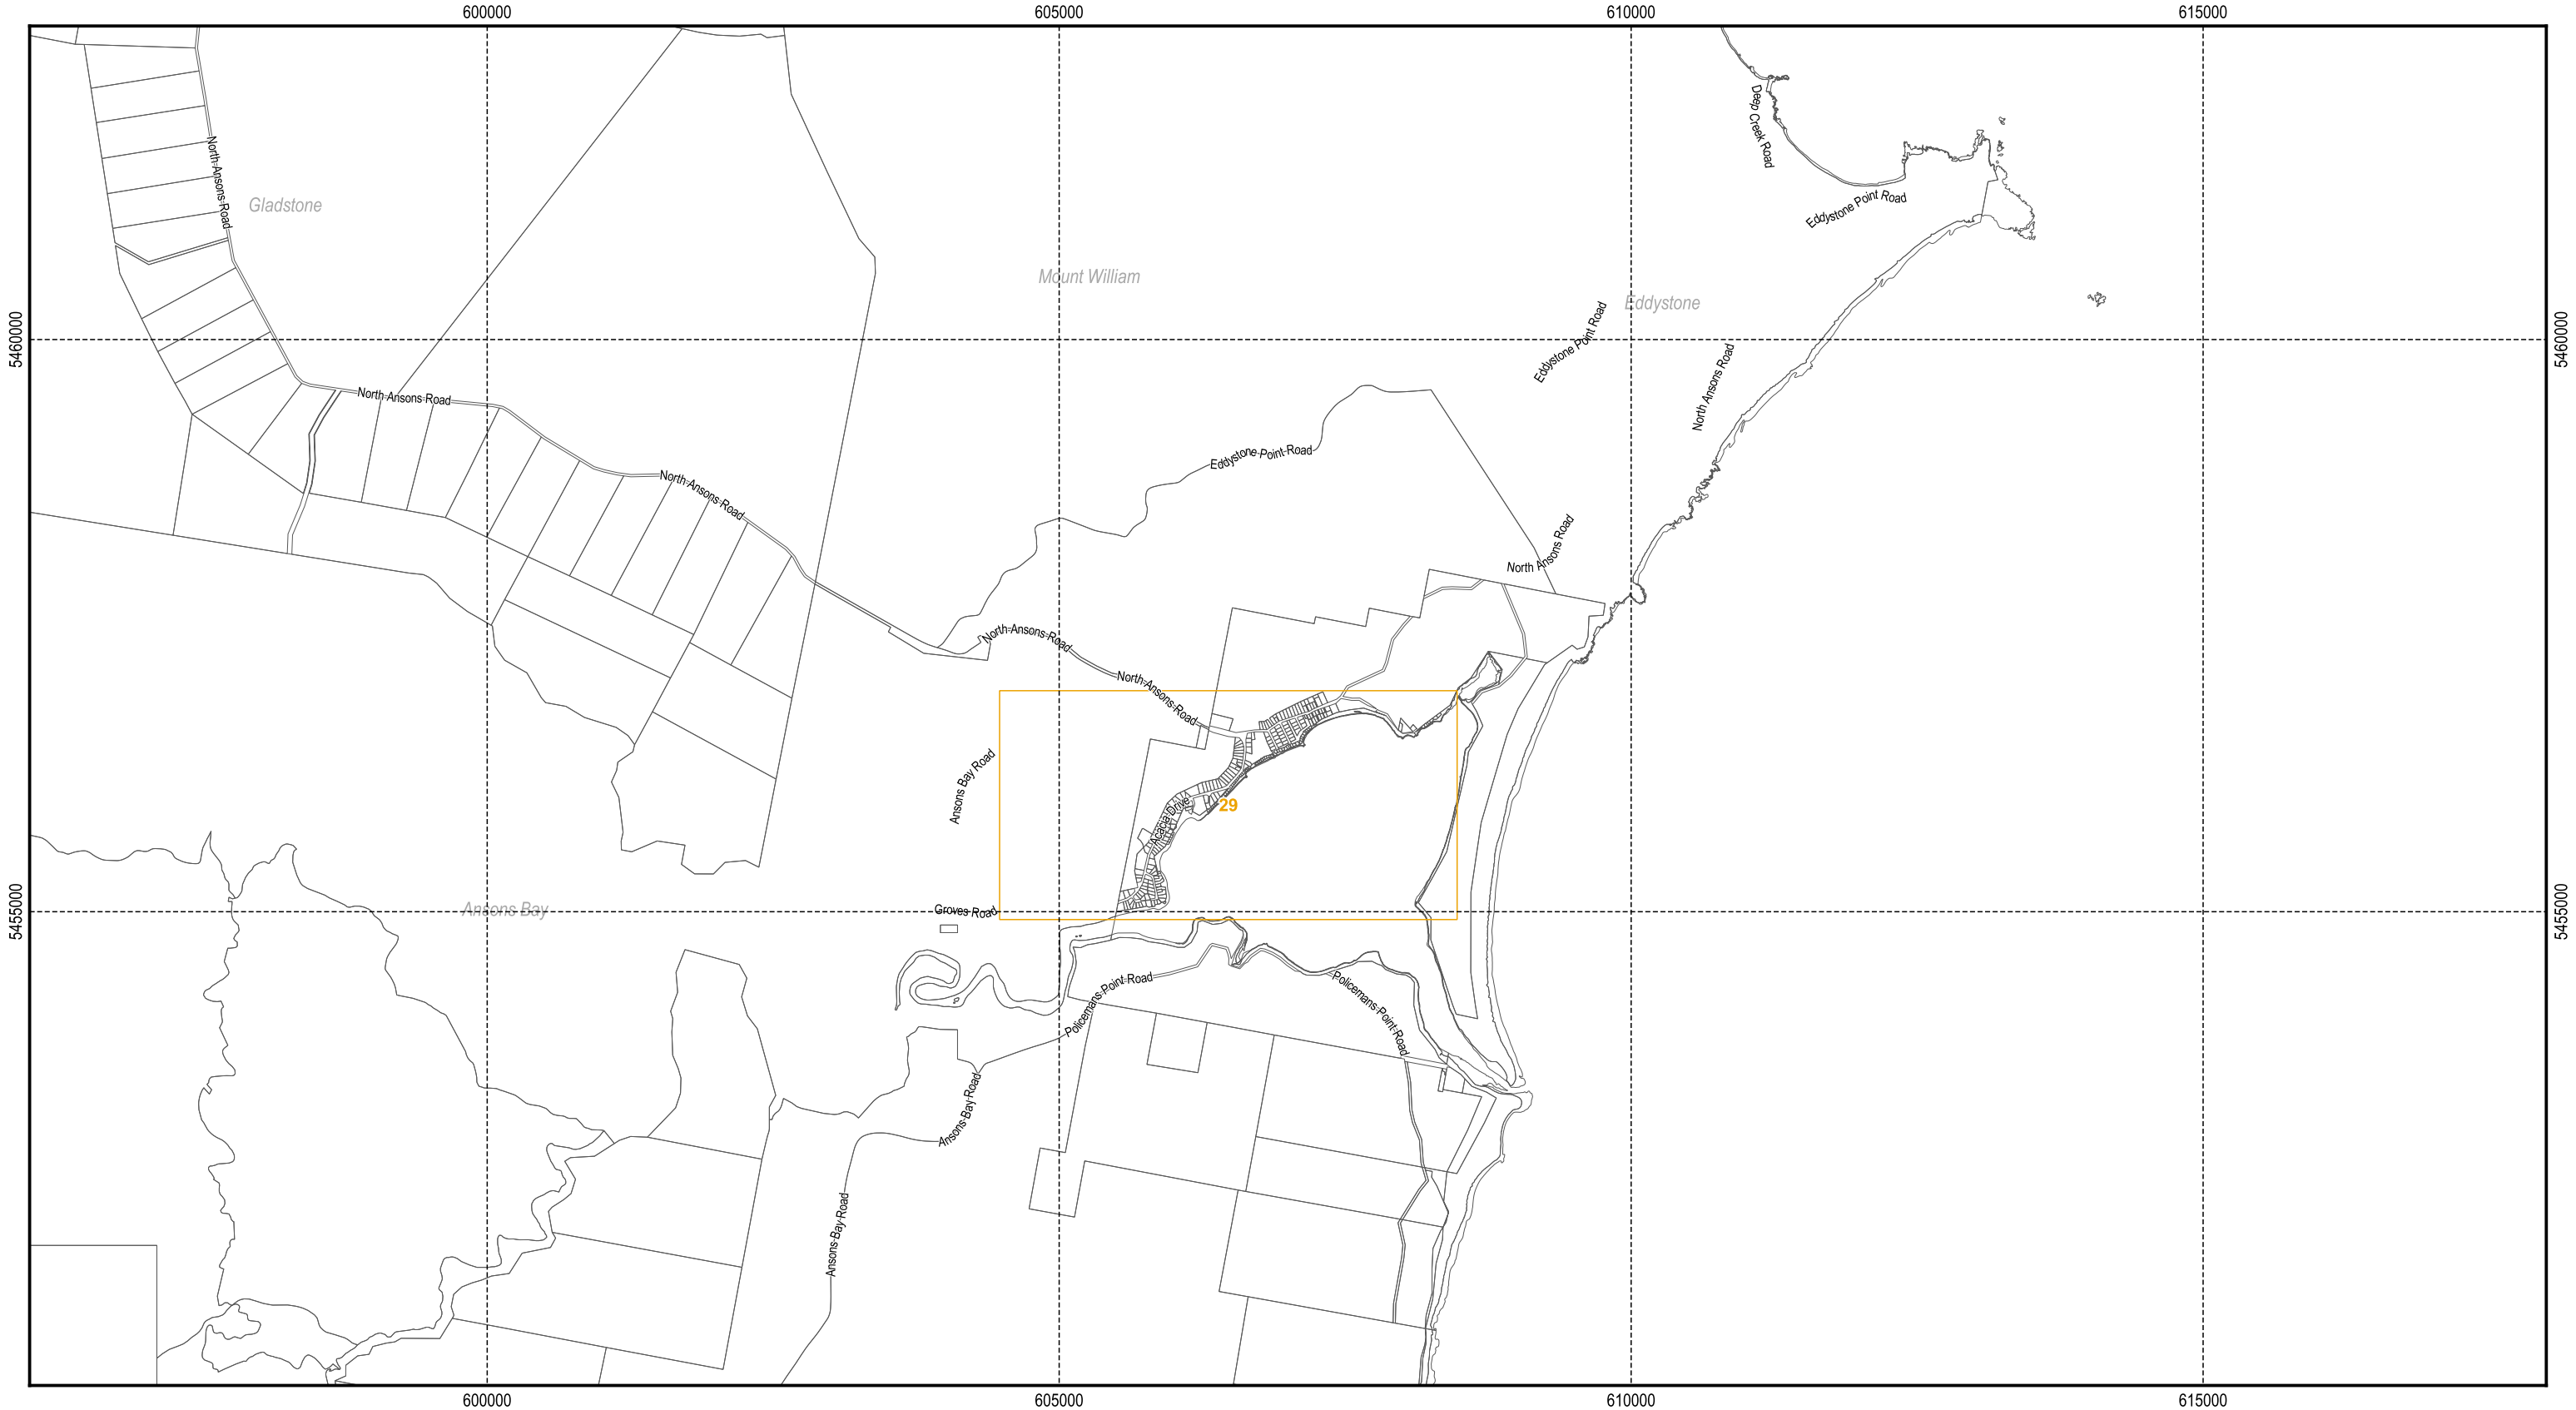 600000
605000
610000
615000
Deep Creek Road
North Ansons Road
Gladstone
Eddystone Point Road
Mount William
Eddystone
Eddystone Point Road
5460000
5460000
North Ansons Road
North Ansons Road
Eddystone Point Road
North Ansons Road
North Ansons Road
North Ansons Road
North Ansons Road
Ansons Bay Road
29
Acacia Drive
Ansons Bay
Groves Road
5455000
5455000
Policemans Point Road
Policemans Point Road
Ansons Bay Road
Ansons Bay Road
600000
605000
610000
615000